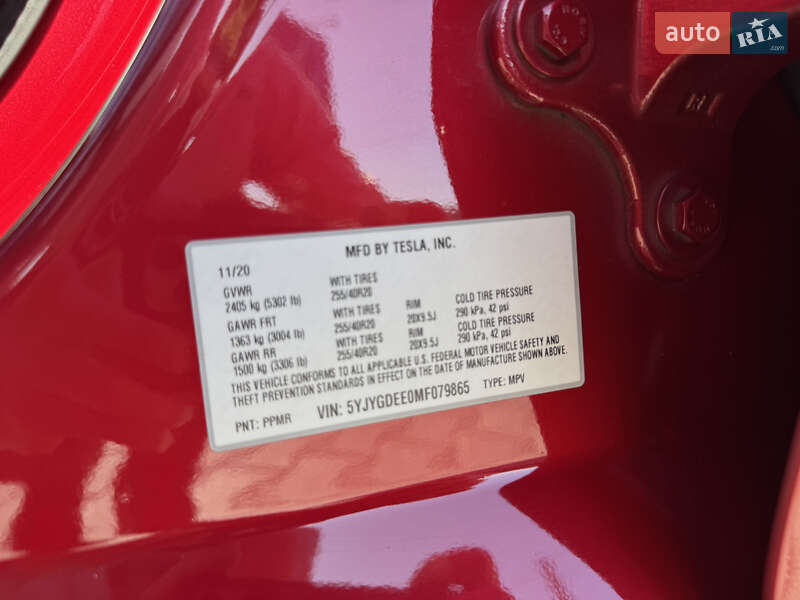 auto RIA
.com
MFD BY TESLA, INC.
11/20
GVWR WITH TIRES
2405 kg (5302 lb) 255/40R20
GAWR FRT WITH TIRES RIM COLD TIRE PRESSURE
1363 kg (3004 lb) 255/40R20 20X9.5J 290 kPa, 42 psi
GAWR RR WITH TIRES RIM COLD TIRE PRESSURE
1500 kg (3306 lb) 255/40R20 20X9.5J 290 kPa, 42 psi
THIS VEHICLE CONFORMS TO ALL APPLICABLE U.S. FEDERAL MOTOR VEHICLE SAFETY AND
THEFT PREVENTION STANDARDS IN EFFECT ON THE DATE OF MANUFACTURE SHOWN ABOVE.
PNT: PPMR VIN: 5YJYGDEE0MF079865 TYPE: MPV